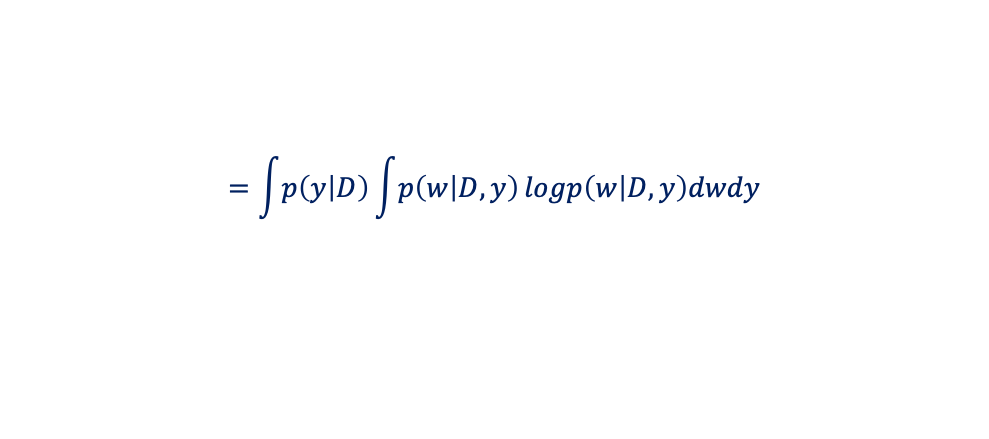 = ∫p(y|D) ∫p(w|D, y) logp(w|D, y)dwdy